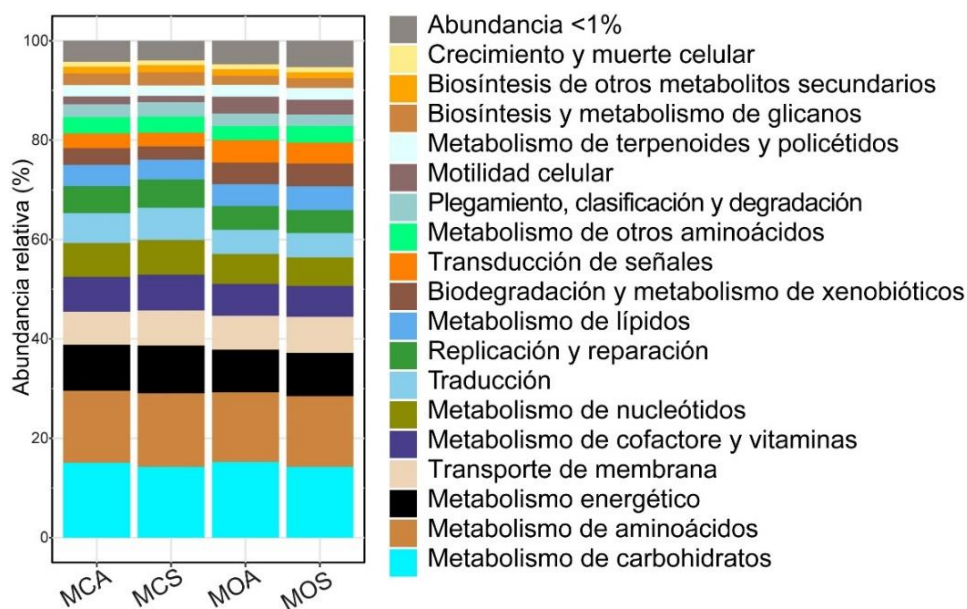 Abundancia relativa (%)
100
80
60
40
20
0
MCA
MCS
MOA
MOS
Abundancia <1%
Crecimiento y muerte celular
Biosíntesis de otros metabolitos secundarios
Biosíntesis y metabolismo de glicanos
Metabolismo de terpenoides y policétidos
Motilidad celular
Plegamiento, clasificación y degradación
Metabolismo de otros aminoácidos
Transducción de señales
Biodegradación y metabolismo de xenobióticos
Metabolismo de lípidos
Replicación y reparación
Traducción
Metabolismo de nucleótidos
Metabolismo de cofactore y vitaminas
Transporte de membrana
Metabolismo energético
Metabolismo de aminoácidos
Metabolismo de carbohidratos